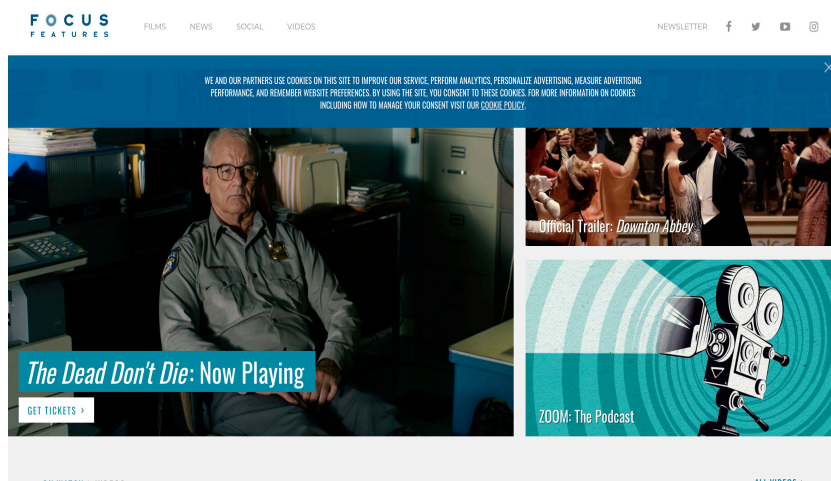 FOCUS
FEATURES
FILMS NEWS SOCIAL VIDEOS NEWSLETTER
WE AND OUR PARTNERS USE COOKIES ON THIS SITE TO IMPROVE OUR SERVICE, PERFORM ANALYTICS, PERSONALIZE ADVERTISING, MEASURE ADVERTISING
PERFORMANCE, AND REMEMBER WEBSITE PREFERENCES. BY USING THE SITE, YOU CONSENT TO THESE COOKIES. FOR MORE INFORMATION ON COOKIES
INCLUDING HOW TO MANAGE YOUR CONSENT VISIT OUR COOKIE POLICY.
Official Trailer: Downton Abbey
The Dead Don't Die: Now Playing
GET TICKETS >
ZOOM: The Podcast
ALL VIDEOS